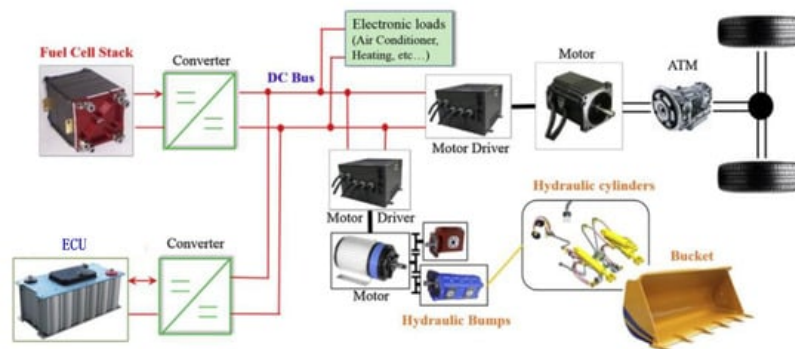 Electronic loads
(Air Conditioner,
Heating, etc…)
Fuel Cell Stack
Converter
DC Bus
Motor
ATM
Motor Driver
Motor Driver
Hydraulic cylinders
ECU
Converter
Motor
Hydraulic Bumps
Bucket